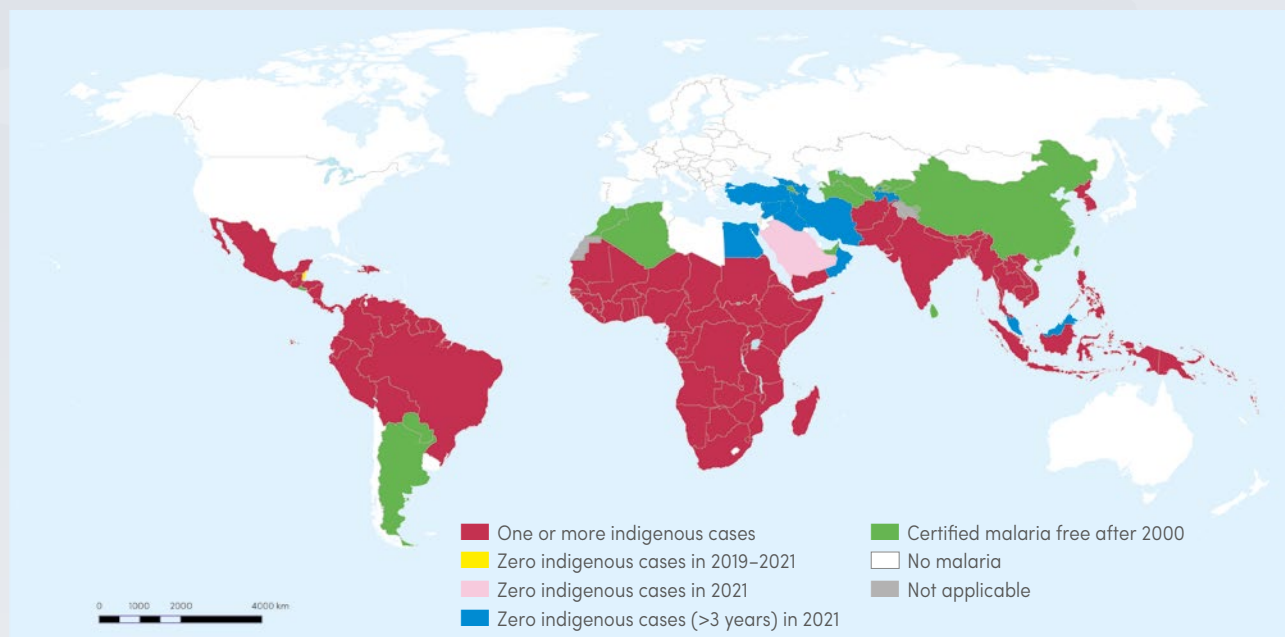 One or more indigenous cases
Zero indigenous cases in 2019–2021
Zero indigenous cases in 2021
Zero indigenous cases (>3 years) in 2021
Certified malaria free after 2000
No malaria
Not applicable
0 1000 2000 4000 km